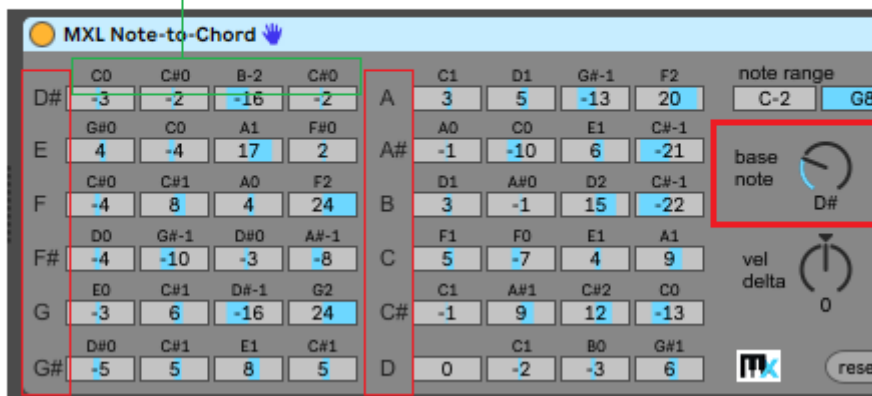 MXL Note-to-Chord
C0 C#0 B-2 C#0 C1 D1 G#-1 F2 note range
D# -3 -2 -16 -2 A 3 5 -13 20 C-2 G8
G#0 C0 A1 F#0 A0 C0 E1 C#-1
E 4 -4 17 2 A# -1 -10 6 -21 base note
C#0 C#1 A0 F2 D1 A#0 D2 C#-1
F -4 8 4 24 B 3 -1 15 -22 D#
D0 G#-1 D#0 A#-1 F1 F0 E1 A1
F# -4 -10 -3 -8 C 5 -7 4 9 vel delta
E0 C#1 D#-1 G2 C1 A#1 C#2 C0
G -3 6 -16 24 C# -1 9 12 -13 0
D#0 C#1 E1 C#1 C1 B0 G#1
G# -5 5 8 5 D 0 -2 -3 6 mx rese